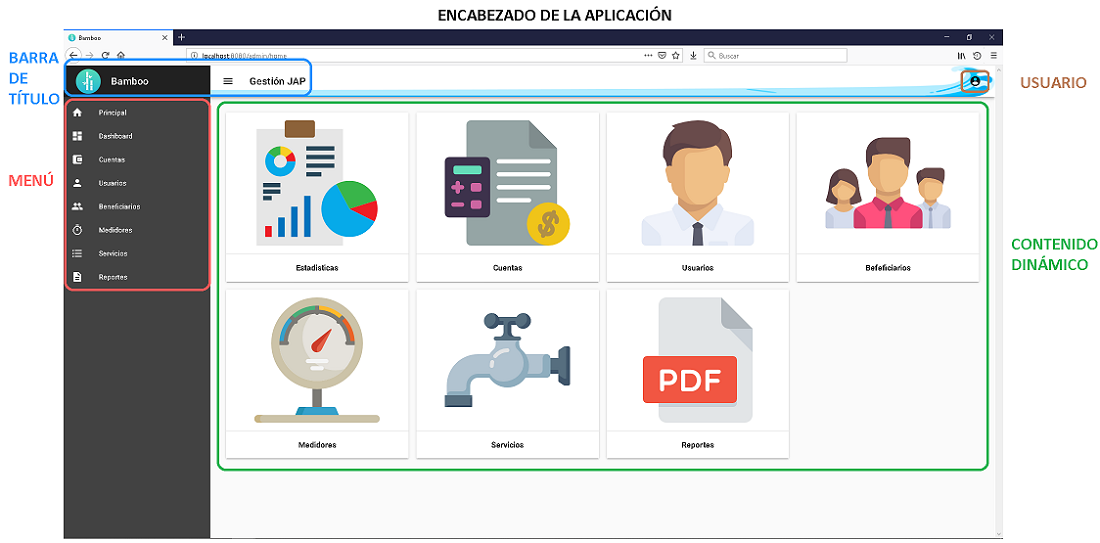 ENCABEZADO DE LA APLICACIÓN
Bamboo
localhost:8080/admin/home
Buscar
BARRA
DE
TÍTULO
Bamboo
Gestión JAP
USUARIO
MENÚ
Principal
Dashboard
Cuentas
Usuarios
Beneficiarios
Medidores
Servicios
Reportes
Estadísticas
Cuentas
Usuarios
Befeficiarios
CONTENIDO
DINÁMICO
PDF
Medidores
Servicios
Reportes